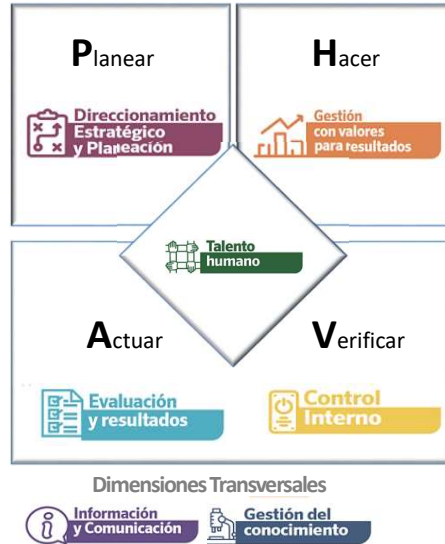 Planear
Direccionamiento
Estratégico
y Planeación
Hacer
Gestión
con valores
para resultados
Talento
humano
Actuar
Evaluación
y resultados
Verificar
Control
Interno
Dimensiones Transversales
Información
y Comunicación
Gestión del
conocimiento